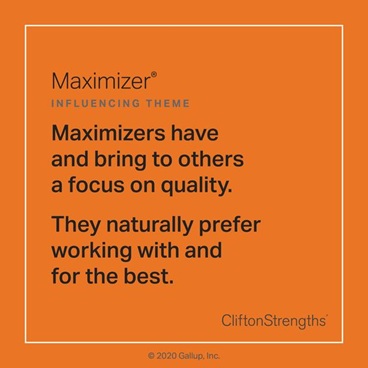 Maximizer®
INFLUENCING THEME
Maximizers have
and bring to others
a focus on quality.
They naturally prefer
working with and
for the best.
CliftonStrengths®
© 2020 Gallup, Inc.